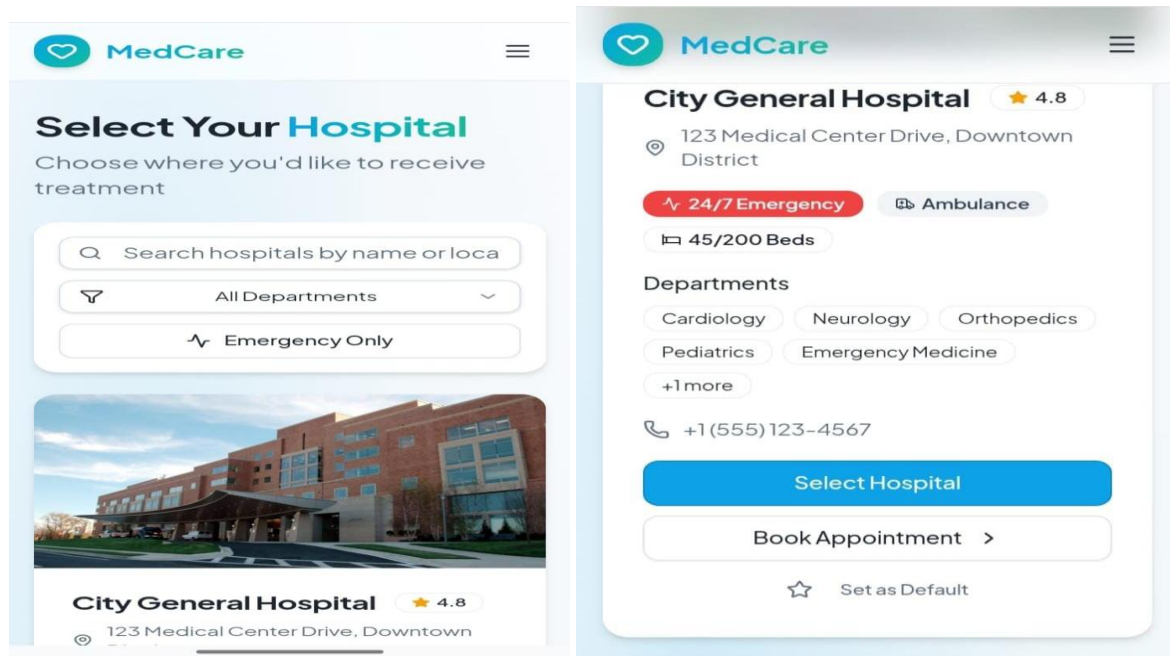 MedCare
Select Your Hospital
Choose where you'd like to receive
treatment
Search hospitals by name or loca
All Departments
Emergency Only
City General Hospital 4.8
123 Medical Center Drive, Downtown
MedCare
City General Hospital 4.8
123 Medical Center Drive, Downtown
District
24/7 Emergency Ambulance
45/200 Beds
Departments
Cardiology Neurology Orthopedics
Pediatrics Emergency Medicine
+1 more
+1 (555) 123-4567
Select Hospital
Book Appointment
Set as Default